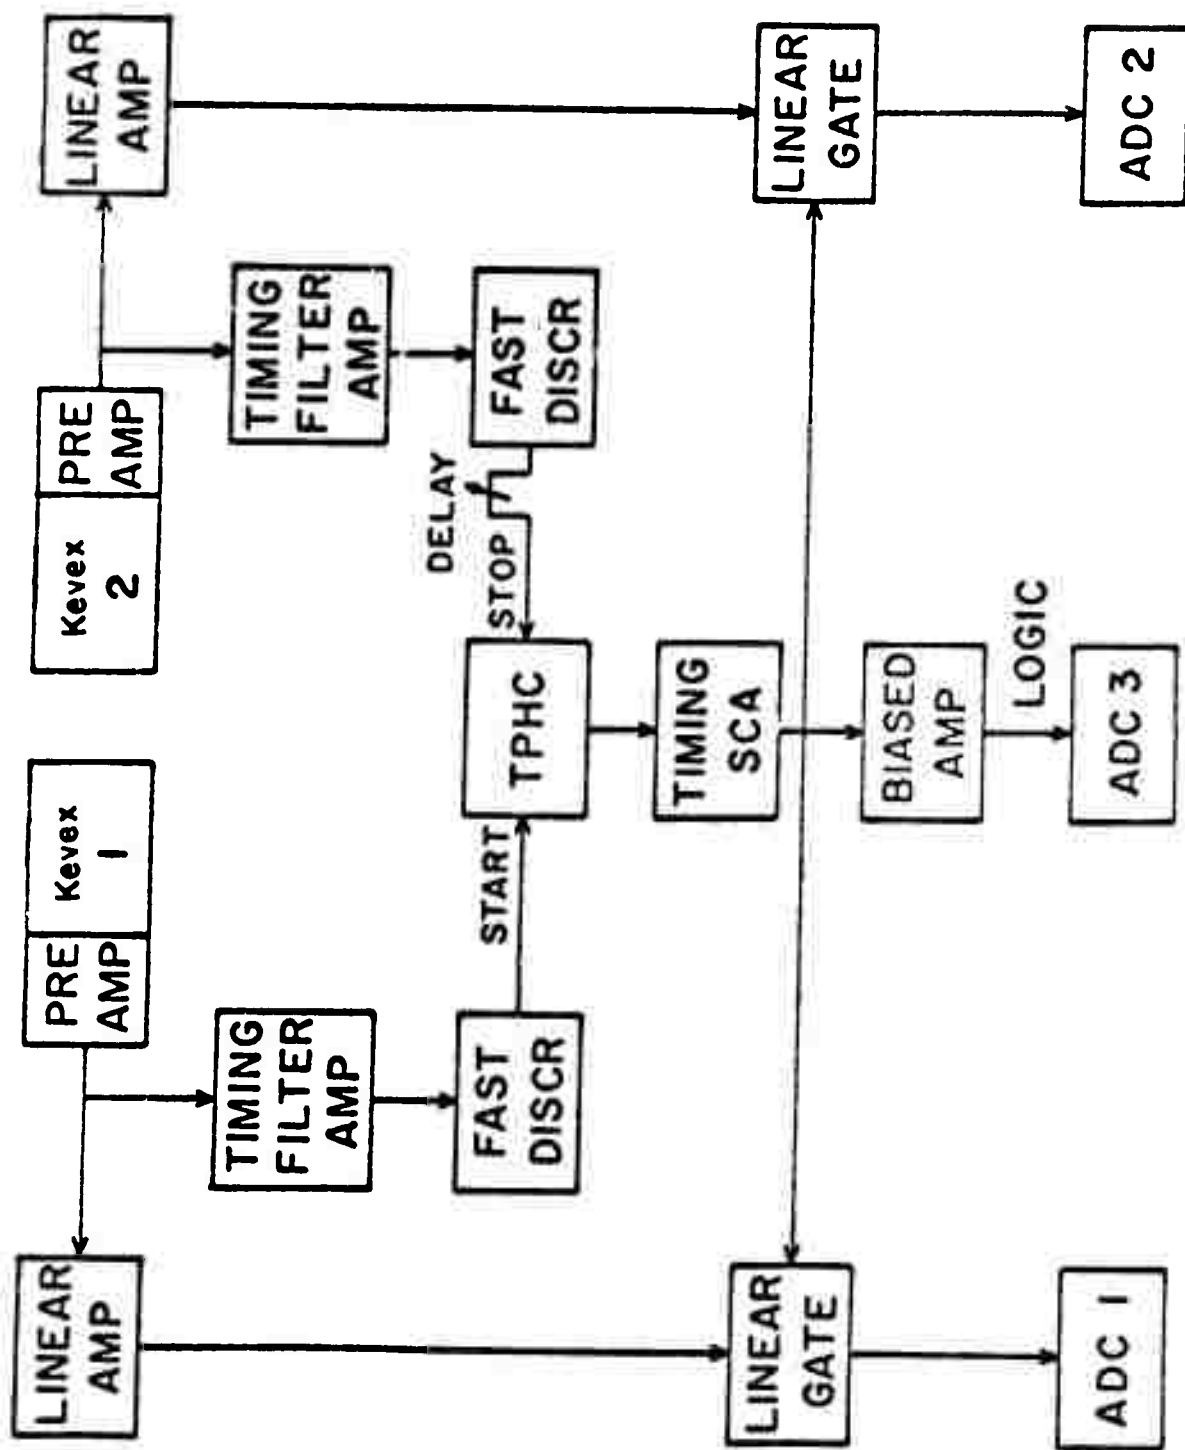 PRE
AMP
Kevex
1
Kevex
2
PRE
AMP
LINEAR
AMP
TIMING
FILTER
AMP
TIMING
FILTER
AMP
LINEAR
AMP
FAST
DISCR
START
TPHC
STOP
DELAY
FAST
DISCR
TIMING
SCA
LINEAR
GATE
BIASED
AMP
LINEAR
GATE
LOGIC
ADC 1
ADC 3
ADC 2